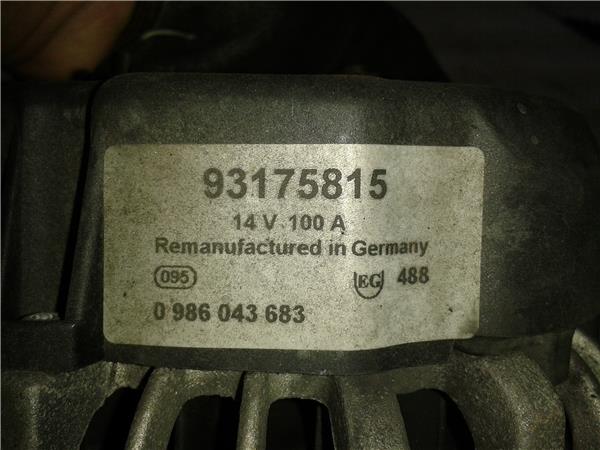 93175815
14 V 100 A
Remanufactured in Germany
095 EG 488
0 986 043 683